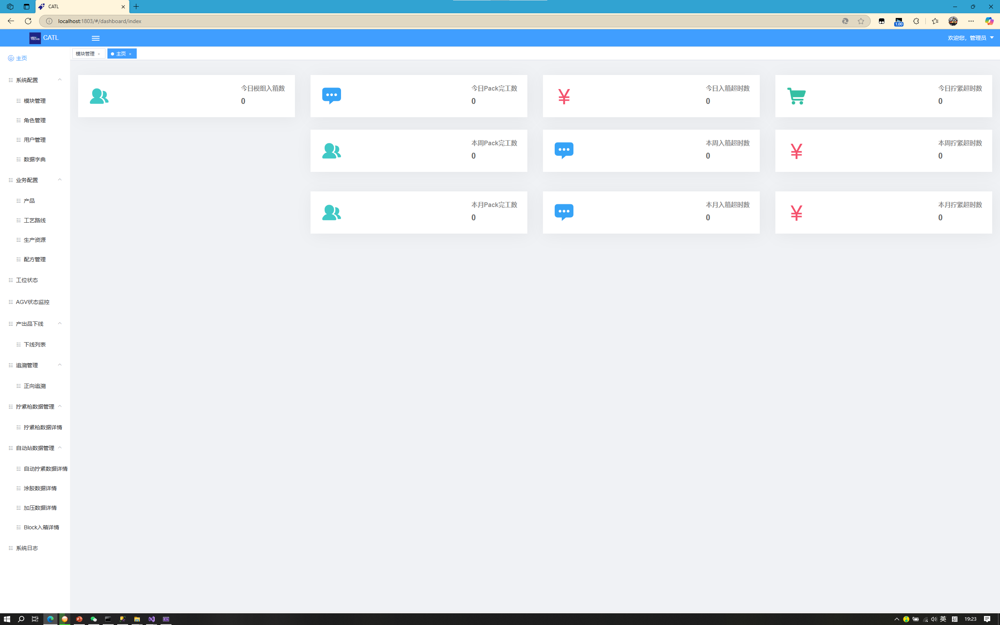 CATL
localhost:1803/#/dashboard/index
1.00
CATL
欢迎您，管理员
模块管理 ×
主页 ×
主页
系统配置
模块管理
角色管理
用户管理
数据字典
业务配置
产品
工艺路线
生产资源
配方管理
工位状态
AGV状态监控
产出品下线
下线列表
追溯管理
正向追溯
拧紧枪数据管理
拧紧枪数据详情
自动站数据管理
自动拧紧数据详情
涂胶数据详情
加压数据详情
Block入箱详情
系统日志
今日模组入箱数
0
今日Pack完工数
0
¥
今日入箱超时数
0
今日拧紧超时数
0
本周Pack完工数
0
本周入箱超时数
0
¥
本周拧紧超时数
0
本月Pack完工数
0
本月入箱超时数
0
¥
本月拧紧超时数
0
英
拼
19:23